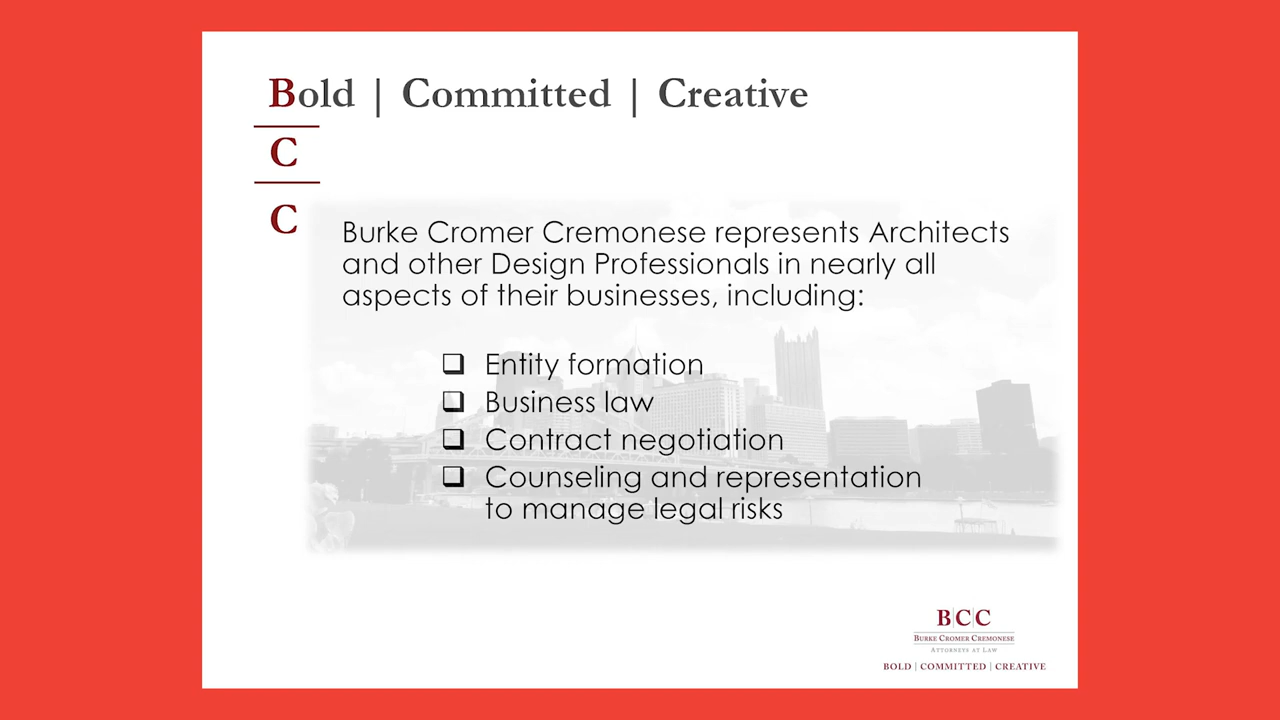 Bold | Committed | Creative
C
C
Burke Cromer Cremonese represents Architects
and other Design Professionals in nearly all
aspects of their businesses, including:
❑ Entity formation
❑ Business law
❑ Contract negotiation
❑ Counseling and representation
to manage legal risks
B|C|C
BURKE CROMER CREMONESE
ATTORNEYS AT LAW
BOLD | COMMITTED | CREATIVE